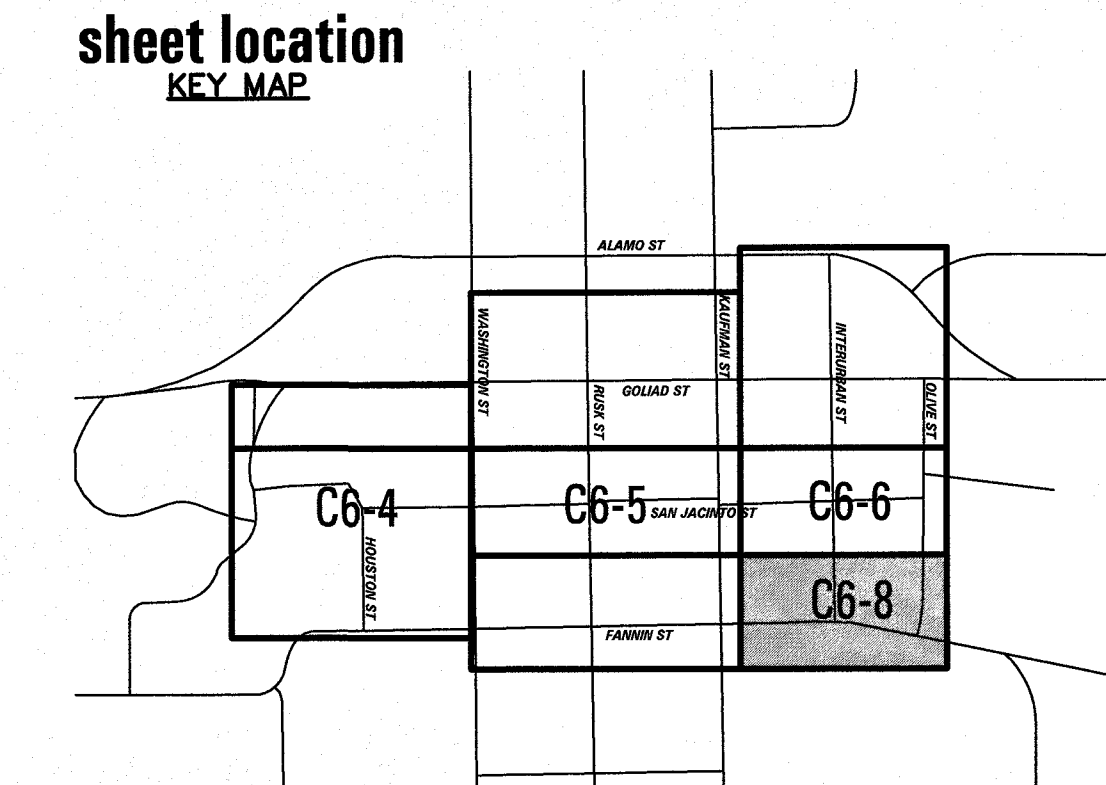 sheet location
KEY MAP
ALAMO ST
WASHINGTON ST
KAUFMAN ST
INTERURBAN ST
GOLIAD ST
RUSK ST
OLIVE ST
C6-4
C6-5
SAN JACINTO ST
C6-6
HOUSTON ST
C6-8
FANNIN ST